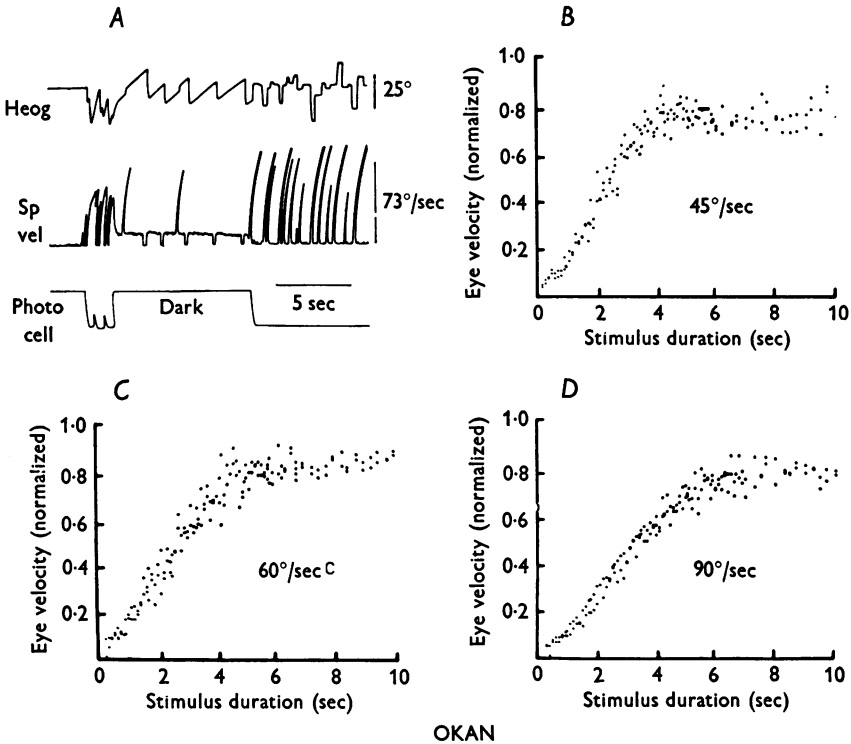 A
Heog
25°
Sp
vel
73°/sec
Photo
cell
Dark
5 sec
B
Eye velocity (normalized)
1·0
0·8
0·6
0·4
0·2
45°/sec
0 2 4 6 8 10
Stimulus duration (sec)
C
Eye velocity (normalized)
1·0
0·8
0·6
0·4
0·2
60°/sec C
0 2 4 6 8 10
Stimulus duration (sec)
D
Eye velocity (normalized)
1·0
0·8
0·6
0·4
0·2
90°/sec
0 2 4 6 8 10
Stimulus duration (sec)
OKAN